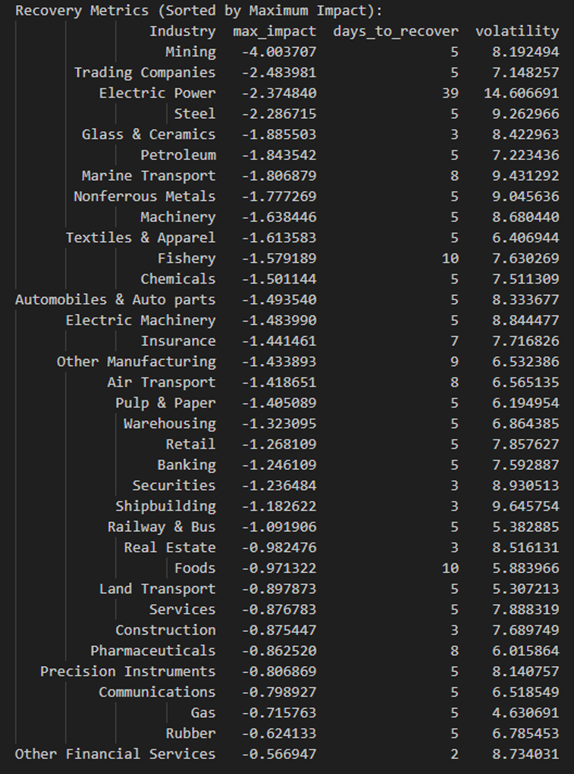 Recovery Metrics (Sorted by Maximum Impact):
Industry max_impact days_to_recover volatility
Mining -4.003707 5 8.192494
Trading Companies -2.483981 5 7.148257
Electric Power -2.374840 39 14.606691
Steel -2.286715 5 9.262966
Glass & Ceramics -1.885503 3 8.422963
Petroleum -1.843542 5 7.223436
Marine Transport -1.806879 8 9.431292
Nonferrous Metals -1.777269 5 9.045636
Machinery -1.638446 5 8.680440
Textiles & Apparel -1.613583 5 6.406944
Fishery -1.579189 10 7.630269
Chemicals -1.501144 5 7.511309
Automobiles & Auto parts -1.493540 5 8.333677
Electric Machinery -1.483990 5 8.844477
Insurance -1.441461 7 7.716826
Other Manufacturing -1.433893 9 6.532386
Air Transport -1.418651 8 6.565135
Pulp & Paper -1.405089 5 6.194954
Warehousing -1.323095 5 6.864385
Retail -1.268109 5 7.857627
Banking -1.246109 5 7.592887
Securities -1.236484 3 8.930513
Shipbuilding -1.182622 3 9.645754
Railway & Bus -1.091906 5 5.382885
Real Estate -0.982476 3 8.516131
Foods -0.971322 10 5.883966
Land Transport -0.897873 5 5.307213
Services -0.876783 5 7.888319
Construction -0.875447 3 7.689749
Pharmaceuticals -0.862520 8 6.015864
Precision Instruments -0.806869 5 8.140757
Communications -0.798927 5 6.518549
Gas -0.715763 5 4.630691
Rubber -0.624133 5 6.785453
Other Financial Services -0.566947 2 8.734031